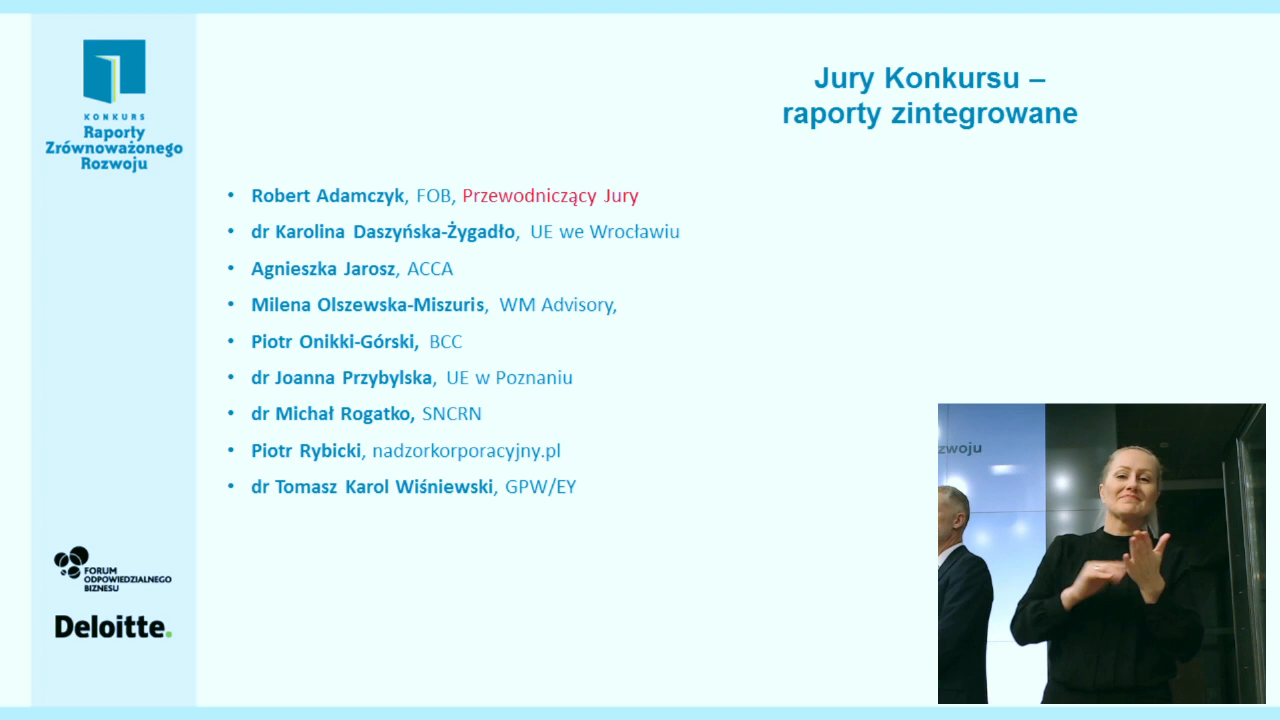 KONKURS
Raporty
Zrównoważonego
Rozwoju
Jury Konkursu –
raporty zintegrowane
• Robert Adamczyk, FOB, Przewodniczący Jury
• dr Karolina Daszyńska-Żygadło, UE we Wrocławiu
• Agnieszka Jarosz, ACCA
• Milena Olszewska-Miszuris, WM Advisory,
• Piotr Onikki-Górski, BCC
• dr Joanna Przybylska, UE w Poznaniu
• dr Michał Rogatko, SNCRN
• Piotr Rybicki, nadzorkorporacyjny.pl
• dr Tomasz Karol Wiśniewski, GPW/EY
FORUM
ODPOWIEDZIALNEGO
BIZNESU
Deloitte.
zwoju